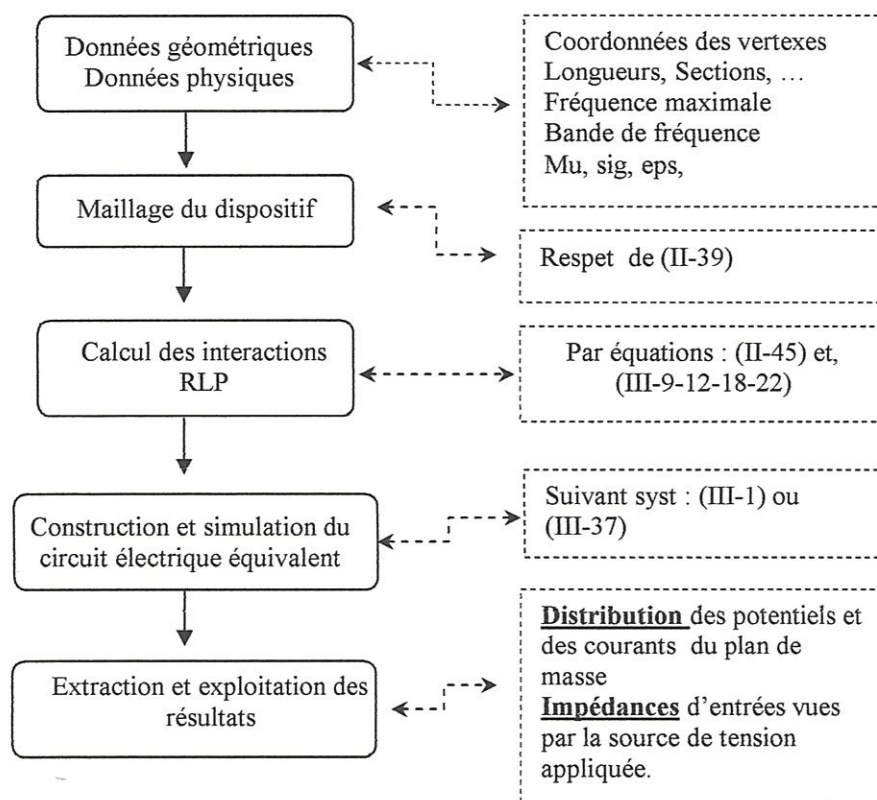 Données géométriques
Données physiques
Coordonnées des vertexes
Longueurs, Sections, ...
Fréquence maximale
Bande de fréquence
Mu, sig, eps,
Maillage du dispositif
Respet de (II-39)
Calcul des interactions
RLP
Par équations : (II-45) et,
(III-9-12-18-22)
Construction et simulation du
circuit électrique équivalent
Suivant syst : (III-1) ou
(III-37)
Extraction et exploitation des
résultats
Distribution des potentiels et
des courants du plan de
masse
Impédances d'entrées vues
par la source de tension
appliquée.